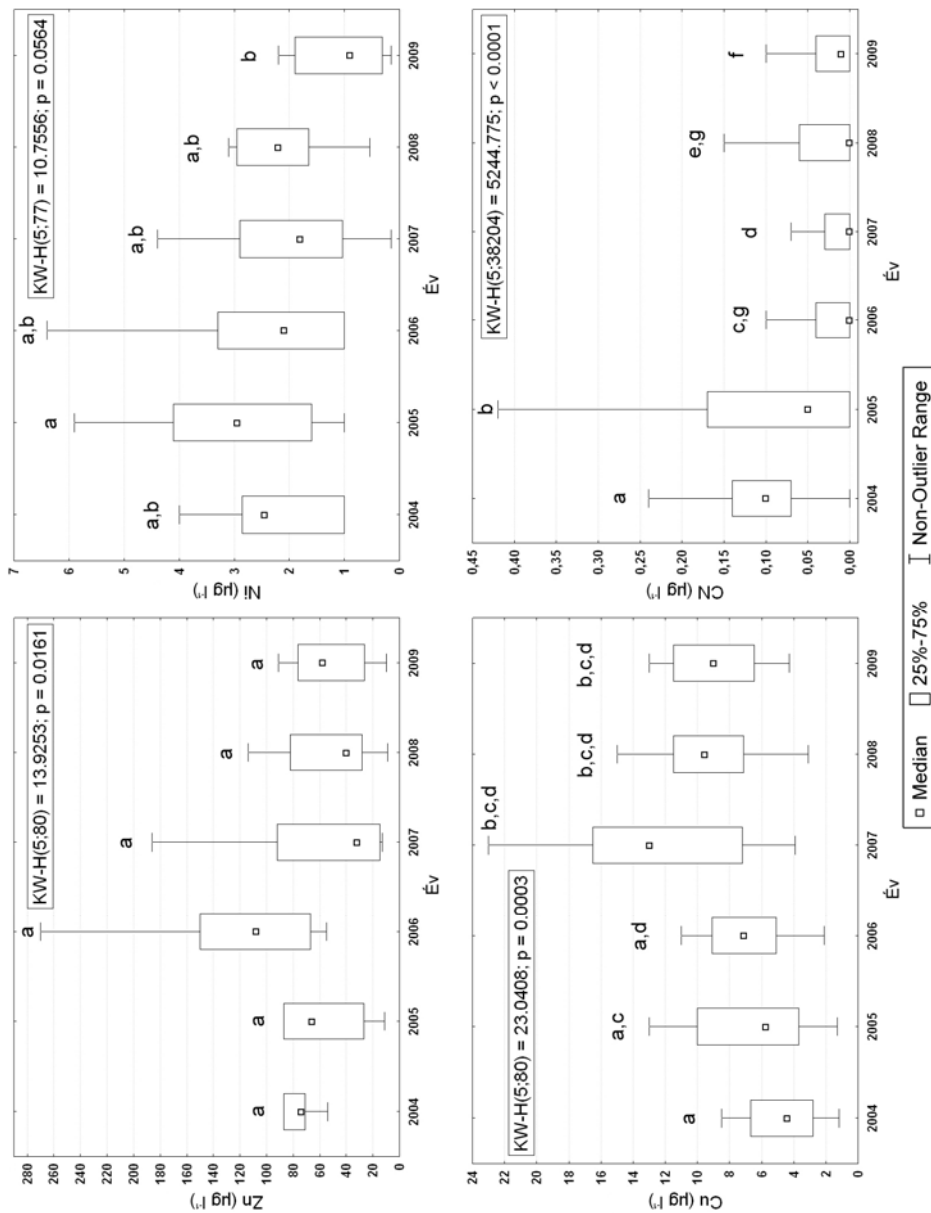 KW-H(5;80) = 13.9253; p = 0.0161
Zn (µg l⁻¹)
280
260
240
220
200
180
160
140
120
100
80
60
40
20
0
a a a a a a
2004 2005 2006 2007 2008 2009
Év
KW-H(5;77) = 10.7556; p = 0.0564
Ni (µg l⁻¹)
7
6
5
4
3
2
1
0
a,b a a,b a,b a,b b
2004 2005 2006 2007 2008 2009
Év
KW-H(5;80) = 23.0408; p = 0.0003
Cu (µg l⁻¹)
24
22
20
18
16
14
12
10
8
6
4
2
0
a a,c a,d b,c,d b,c,d b,c,d
2004 2005 2006 2007 2008 2009
Év
KW-H(5;38204) = 5244.775; p < 0.0001
CN (µg l⁻¹)
0,45
0,40
0,35
0,30
0,25
0,20
0,15
0,10
0,05
0,00
a b c,g d e,g f
2004 2005 2006 2007 2008 2009
Év
Median 25%-75% Non-Outlier Range